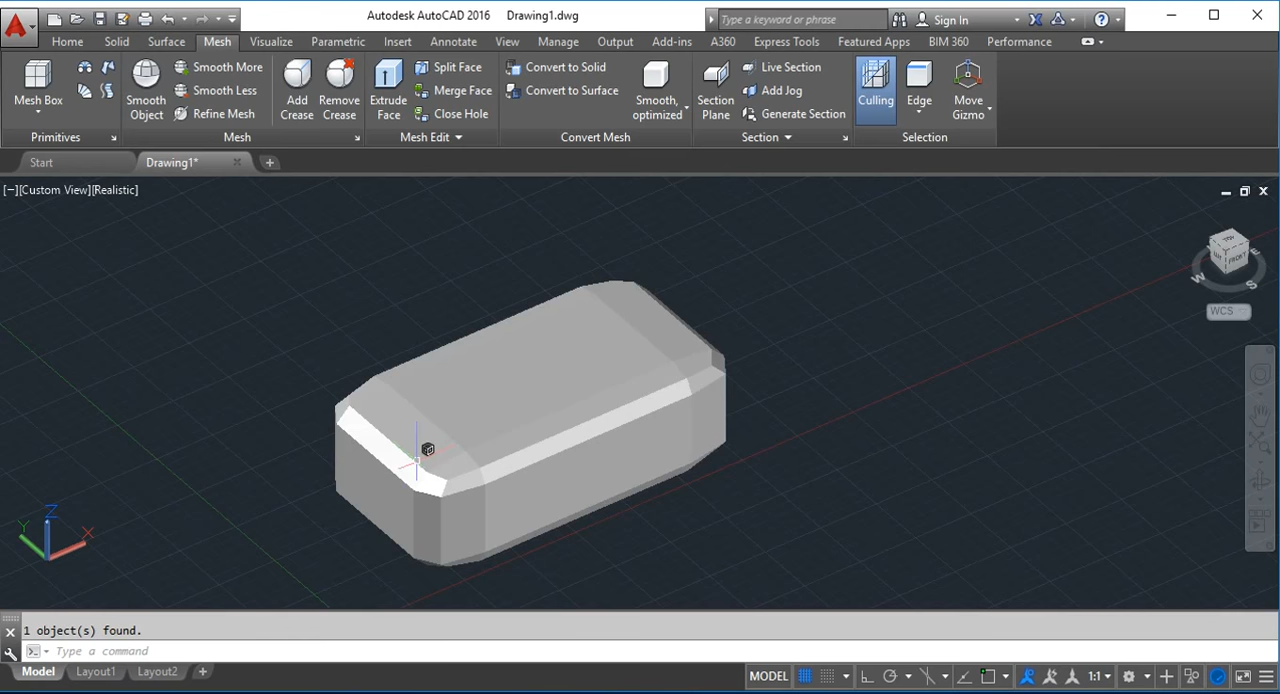 Autodesk AutoCAD 2016 Drawing1.dwg
Type a keyword or phrase
Sign In
Home Solid Surface Mesh Visualize Parametric Insert Annotate View Manage Output Add-ins A360 Express Tools Featured Apps BIM 360 Performance
Mesh Box
Smooth Object
Smooth More
Smooth Less
Refine Mesh
Add Crease
Remove Crease
Extrude Face
Split Face
Merge Face
Close Hole
Convert to Solid
Convert to Surface
Smooth, optimized
Section Plane
Live Section
Add Jog
Generate Section
Culling
Edge
Move Gizmo
Primitives Mesh Mesh Edit Convert Mesh Section Selection
Start Drawing1*
[−][Custom View][Realistic]
TOP
FRONT
W
S
E
WCS
Z
Y
X
1 object(s) found.
Type a command
Model Layout1 Layout2
MODEL
1:1